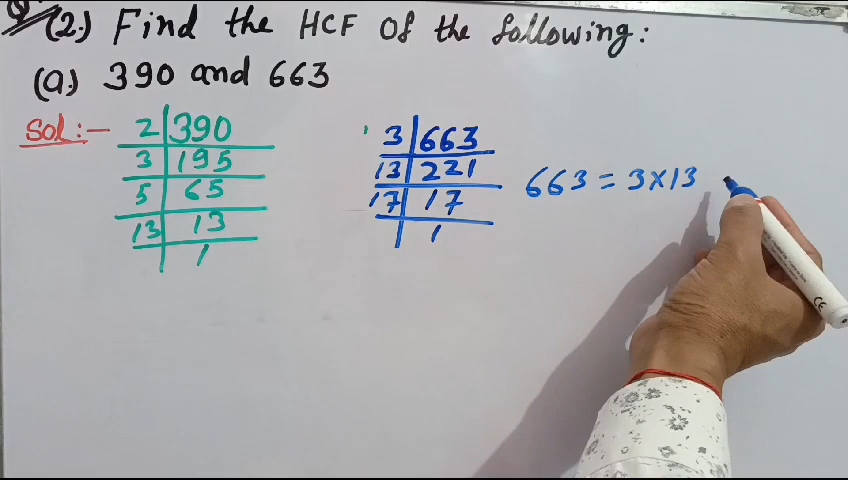 Q (2.) Find the HCF of the following:
(a.) 390 and 663
Sol:-
2 | 390
3 | 195
5 | 65
13 | 13
1
3 | 663
13 | 221
17 | 17
1
663 = 3×13
CE